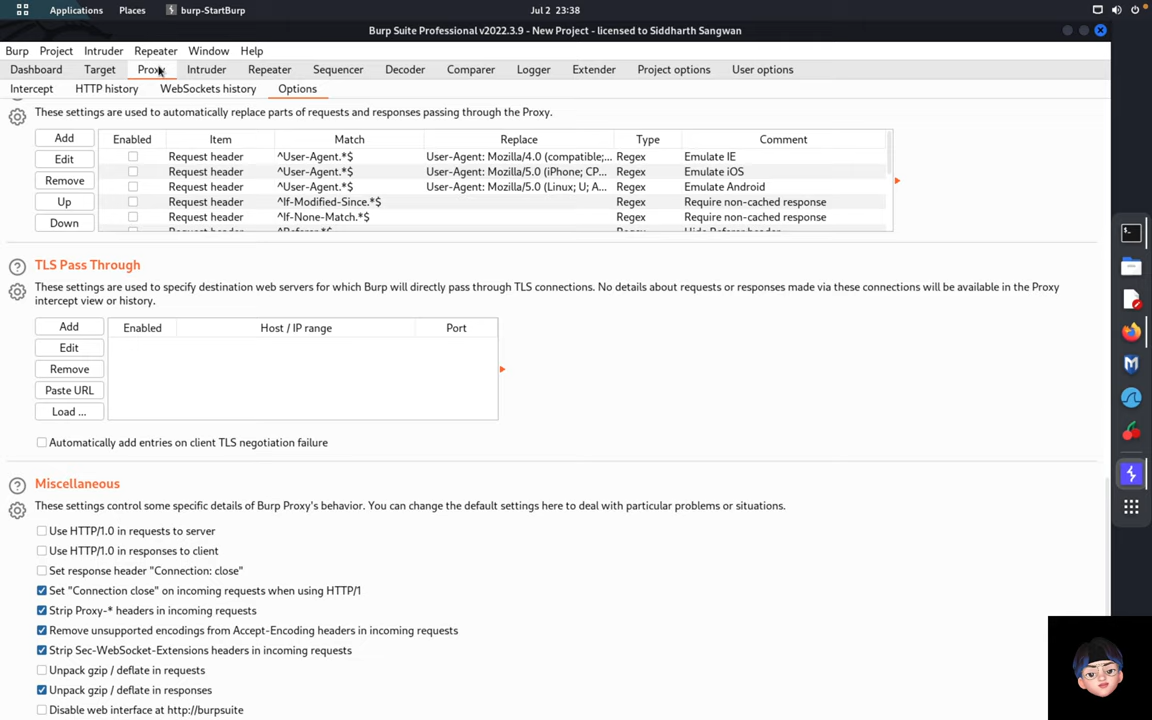 Applications Places burp-StartBurp Jul 2 23:38
Burp Suite Professional v2022.3.9 - New Project - licensed to Siddharth Sangwan
Burp Project Intruder Repeater Window Help
Dashboard Target Proxy Intruder Repeater Sequencer Decoder Comparer Logger Extender Project options User options
Intercept HTTP history WebSockets history Options
These settings are used to automatically replace parts of requests and responses passing through the Proxy.
Add Enabled Item Match Replace Type Comment
Request header ^User-Agent.*$ User-Agent: Mozilla/4.0 (compatible;... Regex Emulate IE
Edit Request header ^User-Agent.*$ User-Agent: Mozilla/5.0 (iPhone; CP... Regex Emulate iOS
Remove Request header ^User-Agent.*$ User-Agent: Mozilla/5.0 (Linux; U; A... Regex Emulate Android
Up Request header ^If-Modified-Since.*$ Regex Require non-cached response
Down Request header ^If-None-Match.*$ Regex Require non-cached response
Request header ^Referer.*$ Regex Hide Referer header
TLS Pass Through
These settings are used to specify destination web servers for which Burp will directly pass through TLS connections. No details about requests or responses made via these connections will be available in the Proxy
intercept view or history.
Add Enabled Host / IP range Port
Edit
Remove
Paste URL
Load ...
Automatically add entries on client TLS negotiation failure
Miscellaneous
These settings control some specific details of Burp Proxy's behavior. You can change the default settings here to deal with particular problems or situations.
Use HTTP/1.0 in requests to server
Use HTTP/1.0 in responses to client
Set response header "Connection: close"
Set "Connection close" on incoming requests when using HTTP/1
Strip Proxy-* headers in incoming requests
Remove unsupported encodings from Accept-Encoding headers in incoming requests
Strip Sec-WebSocket-Extensions headers in incoming requests
Unpack gzip / deflate in requests
Unpack gzip / deflate in responses
Disable web interface at http://burpsuite